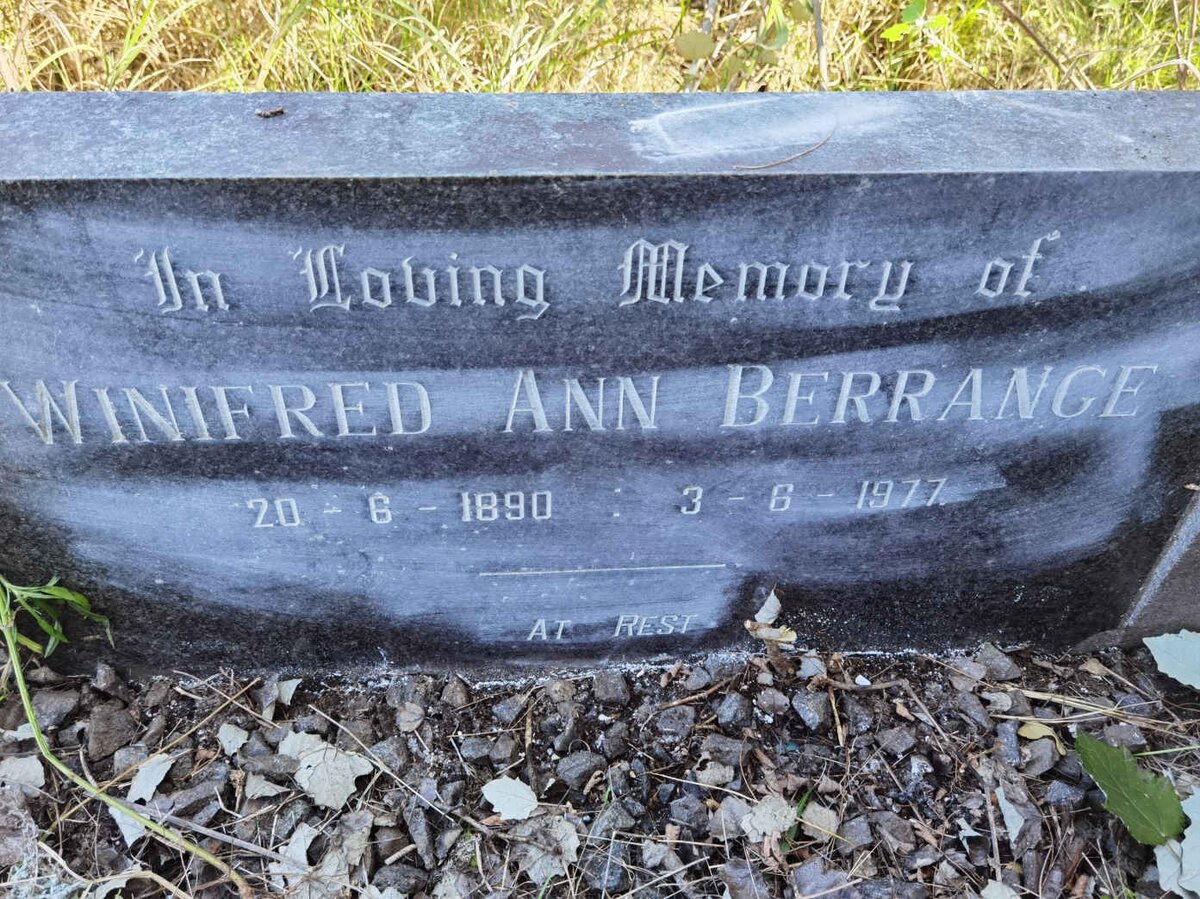 In Loving Memory of
WINIFRED ANN BERRANGE
20 - 6 - 1890 : 3 - 6 - 1977.
AT REST